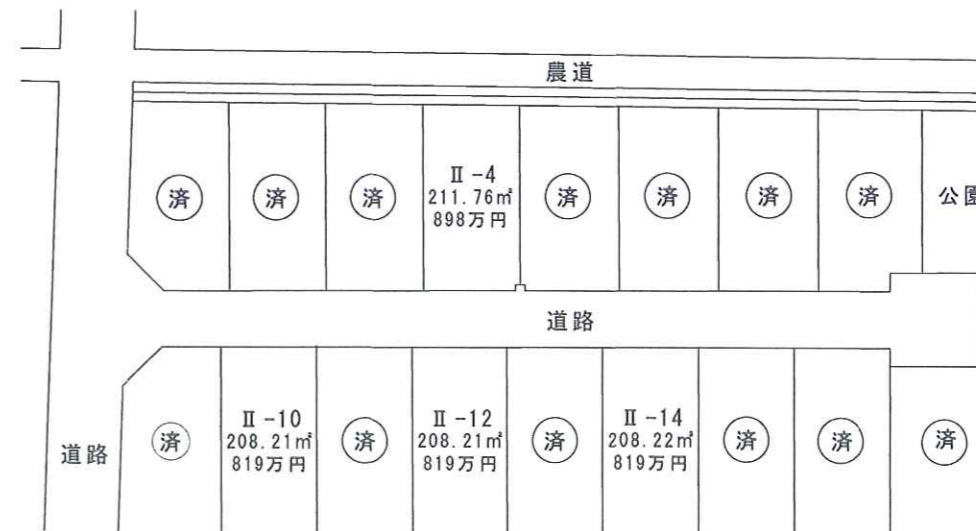 農道
済
済
済
Ⅱ-4
211.76㎡
898万円
済
済
済
済
公園
道路
道路
済
Ⅱ-10
208.21㎡
819万円
済
Ⅱ-12
208.21㎡
819万円
済
Ⅱ-14
208.22㎡
819万円
済
済
済